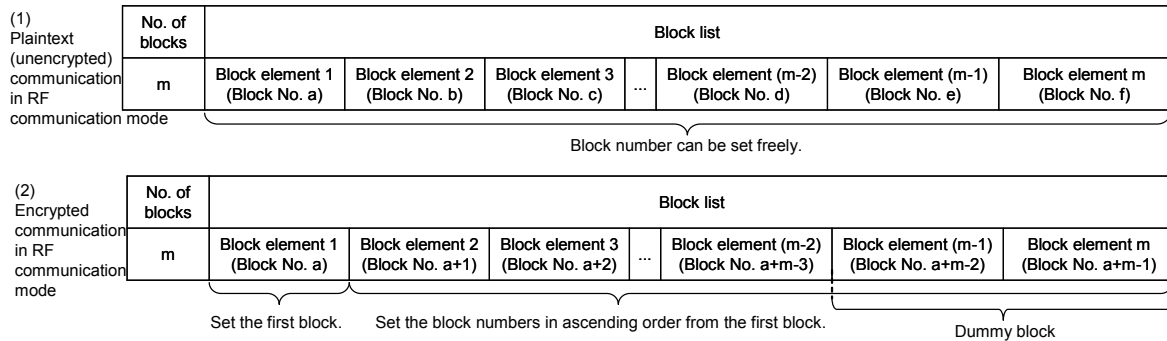 (1)
Plaintext
(unencrypted)
communication
in RF
communication mode
No. of
blocks
Block list
m
Block element 1
(Block No. a)
Block element 2
(Block No. b)
Block element 3
(Block No. c)
...
Block element (m-2)
(Block No. d)
Block element (m-1)
(Block No. e)
Block element m
(Block No. f)
Block number can be set freely.
(2)
Encrypted
communication
in RF
communication
mode
No. of
blocks
Block list
m
Block element 1
(Block No. a)
Block element 2
(Block No. a+1)
Block element 3
(Block No. a+2)
...
Block element (m-2)
(Block No. a+m-3)
Block element (m-1)
(Block No. a+m-2)
Block element m
(Block No. a+m-1)
Set the first block.
Set the block numbers in ascending order from the first block.
Dummy block